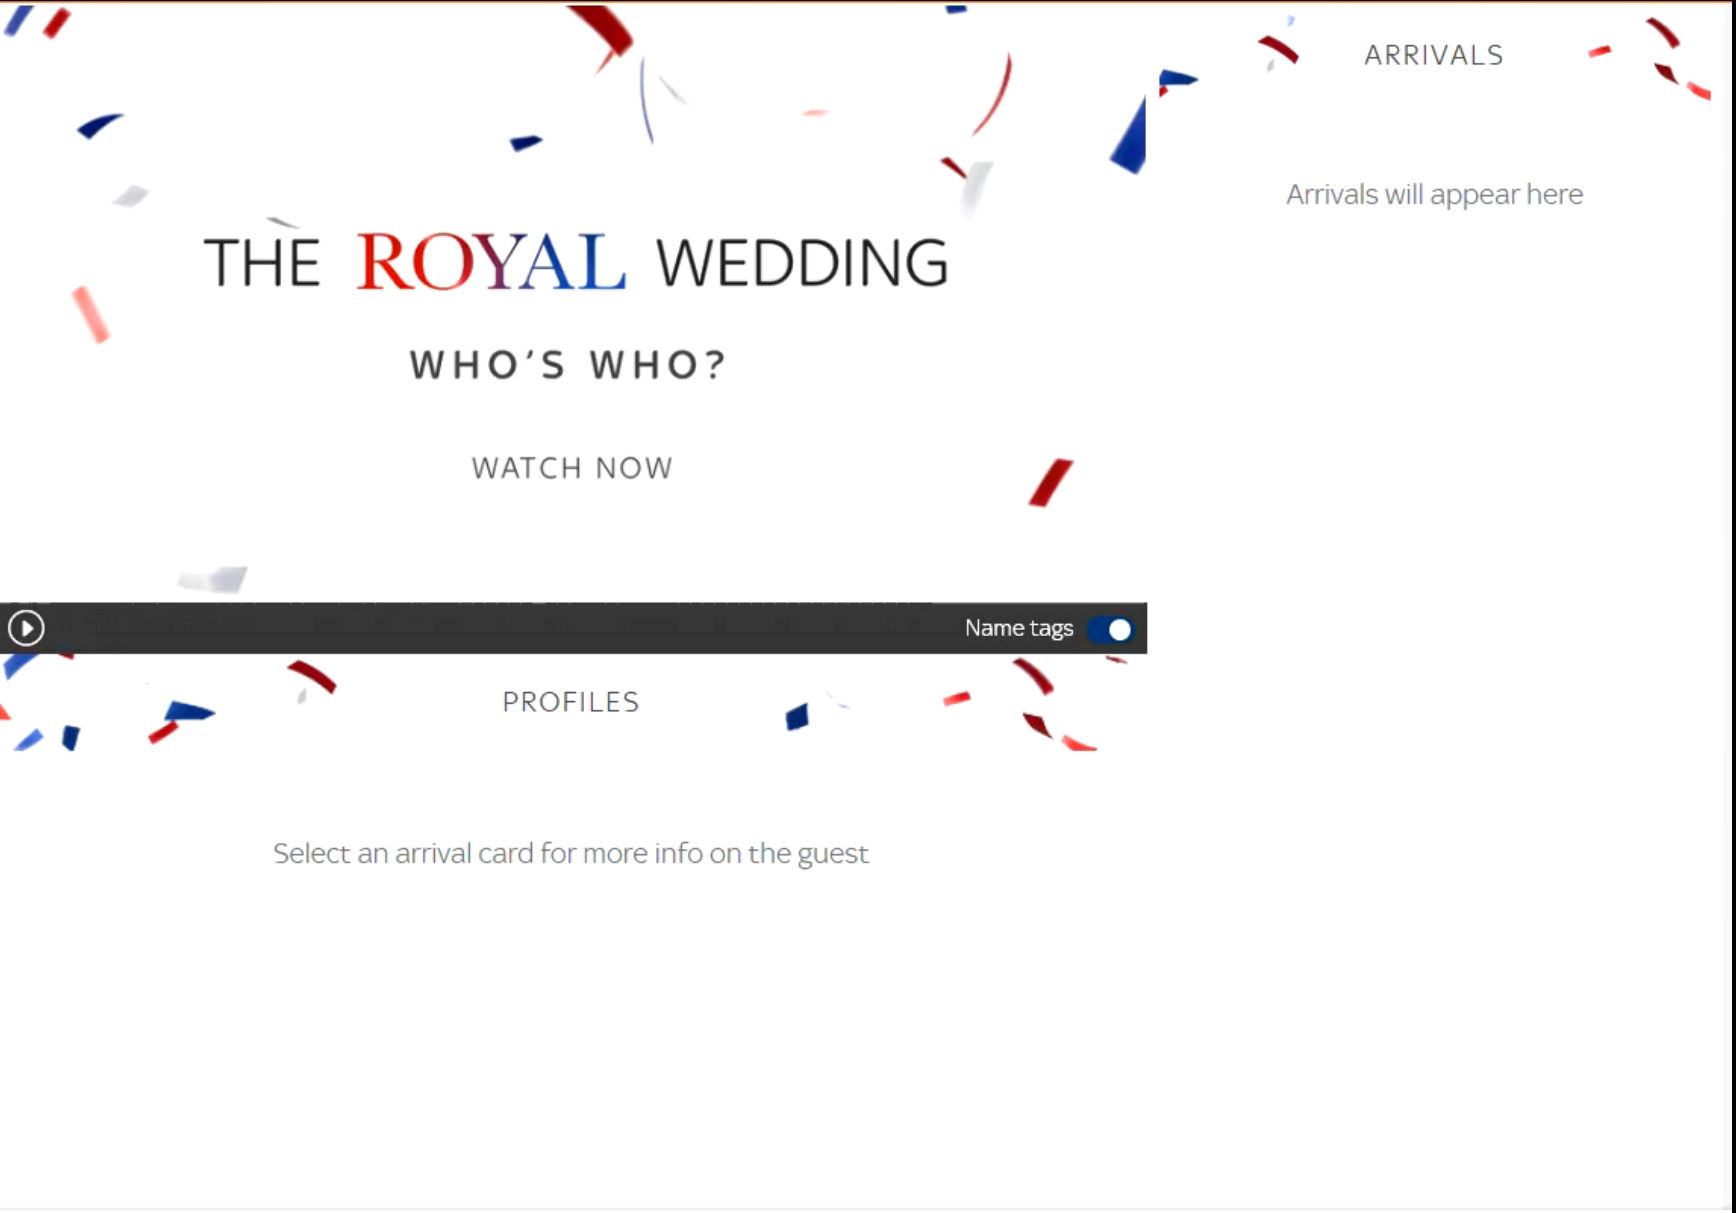 THE ROYAL WEDDING
WHO'S WHO?
WATCH NOW
Name tags
PROFILES
Select an arrival card for more info on the guest
ARRIVALS
Arrivals will appear here